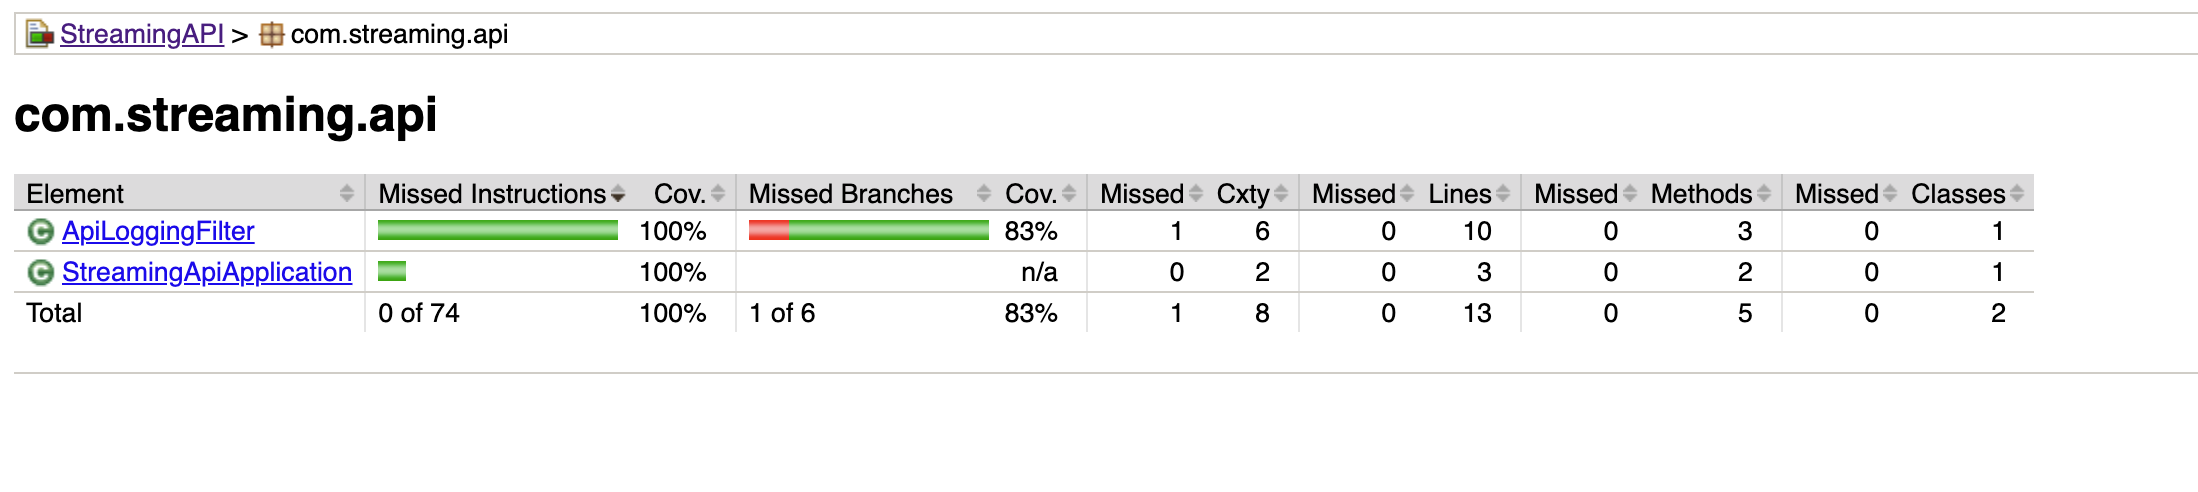 StreamingAPI > com.streaming.api
com.streaming.api
Element Missed Instructions Cov. Missed Branches Cov. Missed Cxty Missed Lines Missed Methods Missed Classes
C ApiLoggingFilter 100% 83% 1 6 0 10 0 3 0 1
C StreamingApiApplication 100% n/a 0 2 0 3 0 2 0 1
Total 0 of 74 100% 1 of 6 83% 1 8 0 13 0 5 0 2